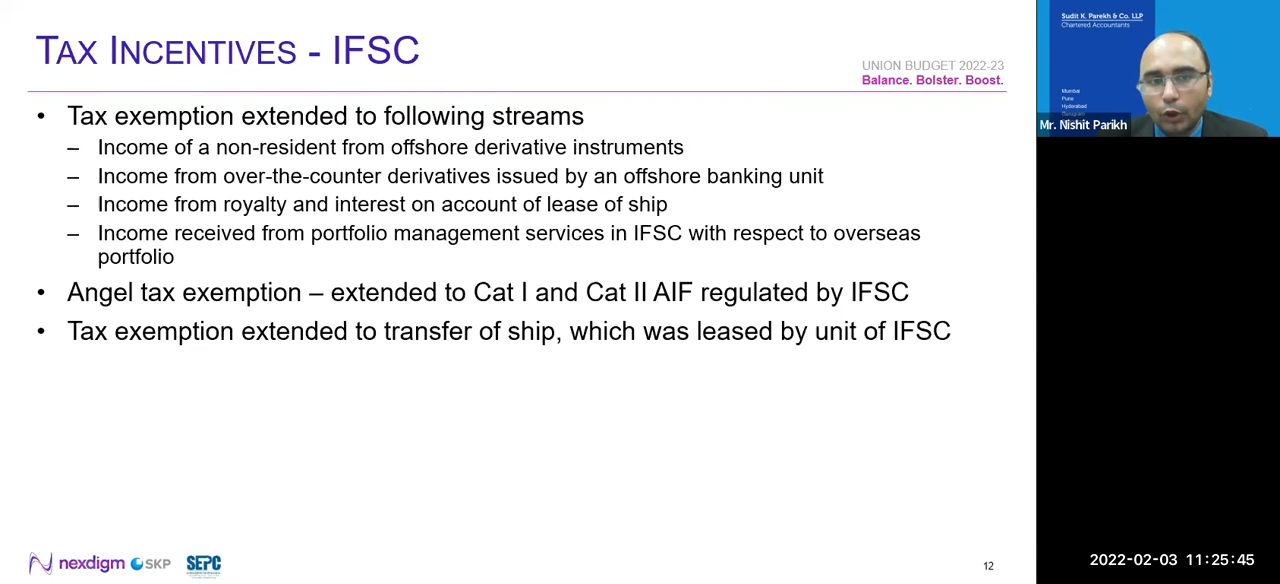 TAX INCENTIVES - IFSC
UNION BUDGET 2022-23
Balance. Bolster. Boost.
• Tax exemption extended to following streams
– Income of a non-resident from offshore derivative instruments
– Income from over-the-counter derivatives issued by an offshore banking unit
– Income from royalty and interest on account of lease of ship
– Income received from portfolio management services in IFSC with respect to overseas
portfolio
• Angel tax exemption – extended to Cat I and Cat II AIF regulated by IFSC
• Tax exemption extended to transfer of ship, which was leased by unit of IFSC
nexdigm SKP SEPC
12
Sudit K. Parekh & Co. LLP
Chartered Accountants
Mumbai
Pune
Hyderabad
Mr. Nishit Parikh
2022-02-03 11:25:45